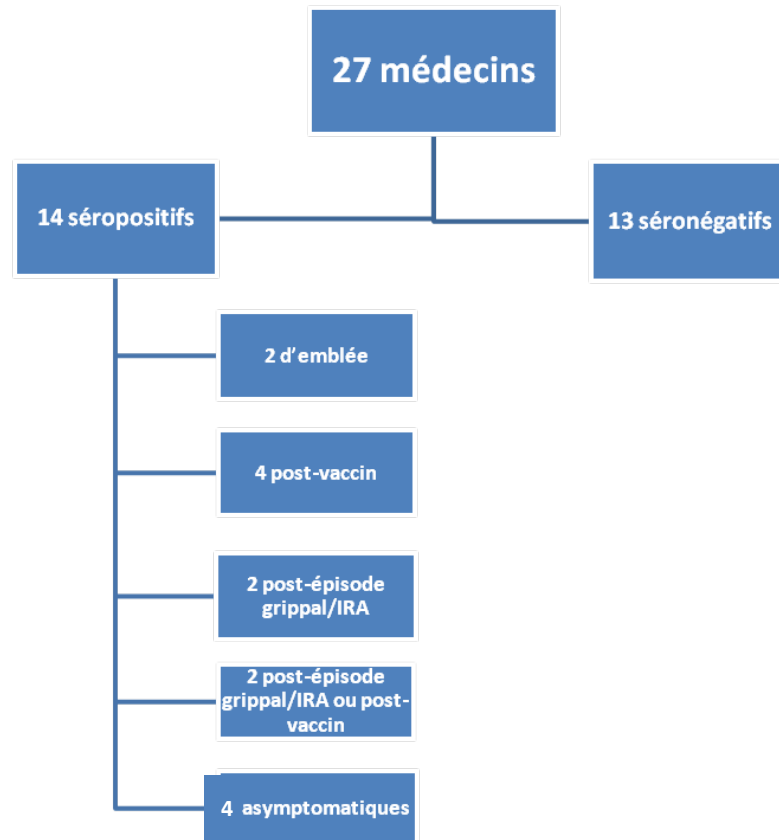 27 médecins
14 séropositifs
13 séronégatifs
2 d'emblée
4 post-vaccin
2 post-épisode
grippal/IRA
2 post-épisode
grippal/IRA ou post-
vaccin
4 asymptomatiques